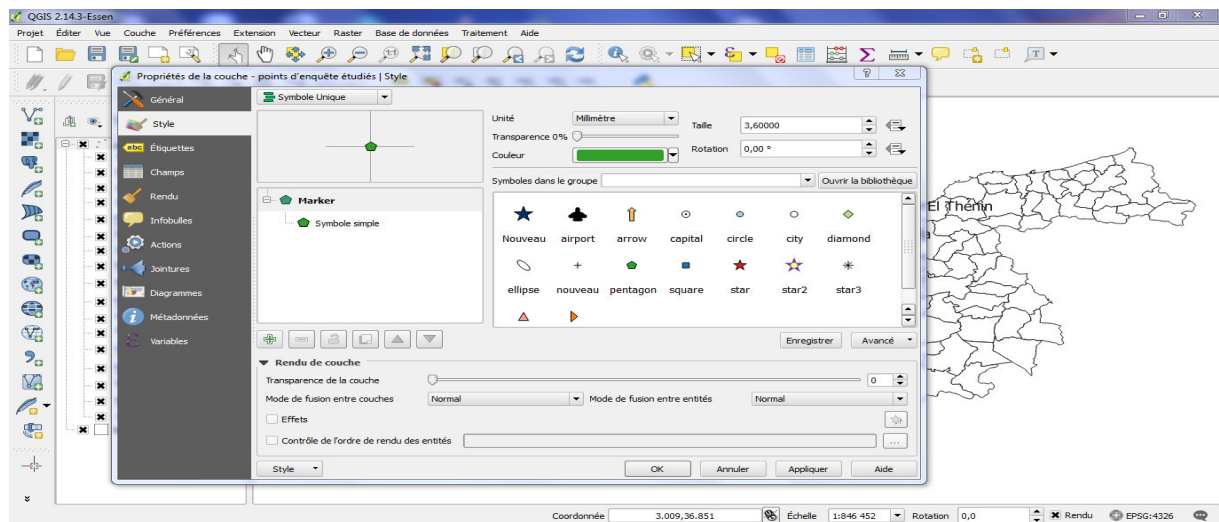 QGIS 2.14.3-Essen
Projet Éditer Vue Couche Préférences Extension Vecteur Raster Base de données Traitement Aide
Propriétés de la couche - points d'enquête étudiés | Style
Général
Style
Étiquettes
Champs
Rendu
Infobulles
Actions
Jointures
Diagrammes
Métadonnées
Variables
Symbole Unique
Unité Millimètre
Taille 3,60000
Transparence 0%
Rotation 0,00 °
Couleur
Symboles dans le groupe
Ouvrir la bibliothèque
Marker
Symbole simple
Nouveau airport arrow capital circle city diamond
ellipse nouveau pentagon square star star2 star3
Enregistrer Avancé
Rendu de couche
Transparence de la couche 0
Mode de fusion entre couches Normal Mode de fusion entre entités Normal
Effets
Contrôle de l'ordre de rendu des entités ...
Style OK Annuler Appliquer Aide
El Thénin
Coordonnée 3.009,36.851 Échelle 1:846 452 Rotation 0,0 Rendu EPSG:4326